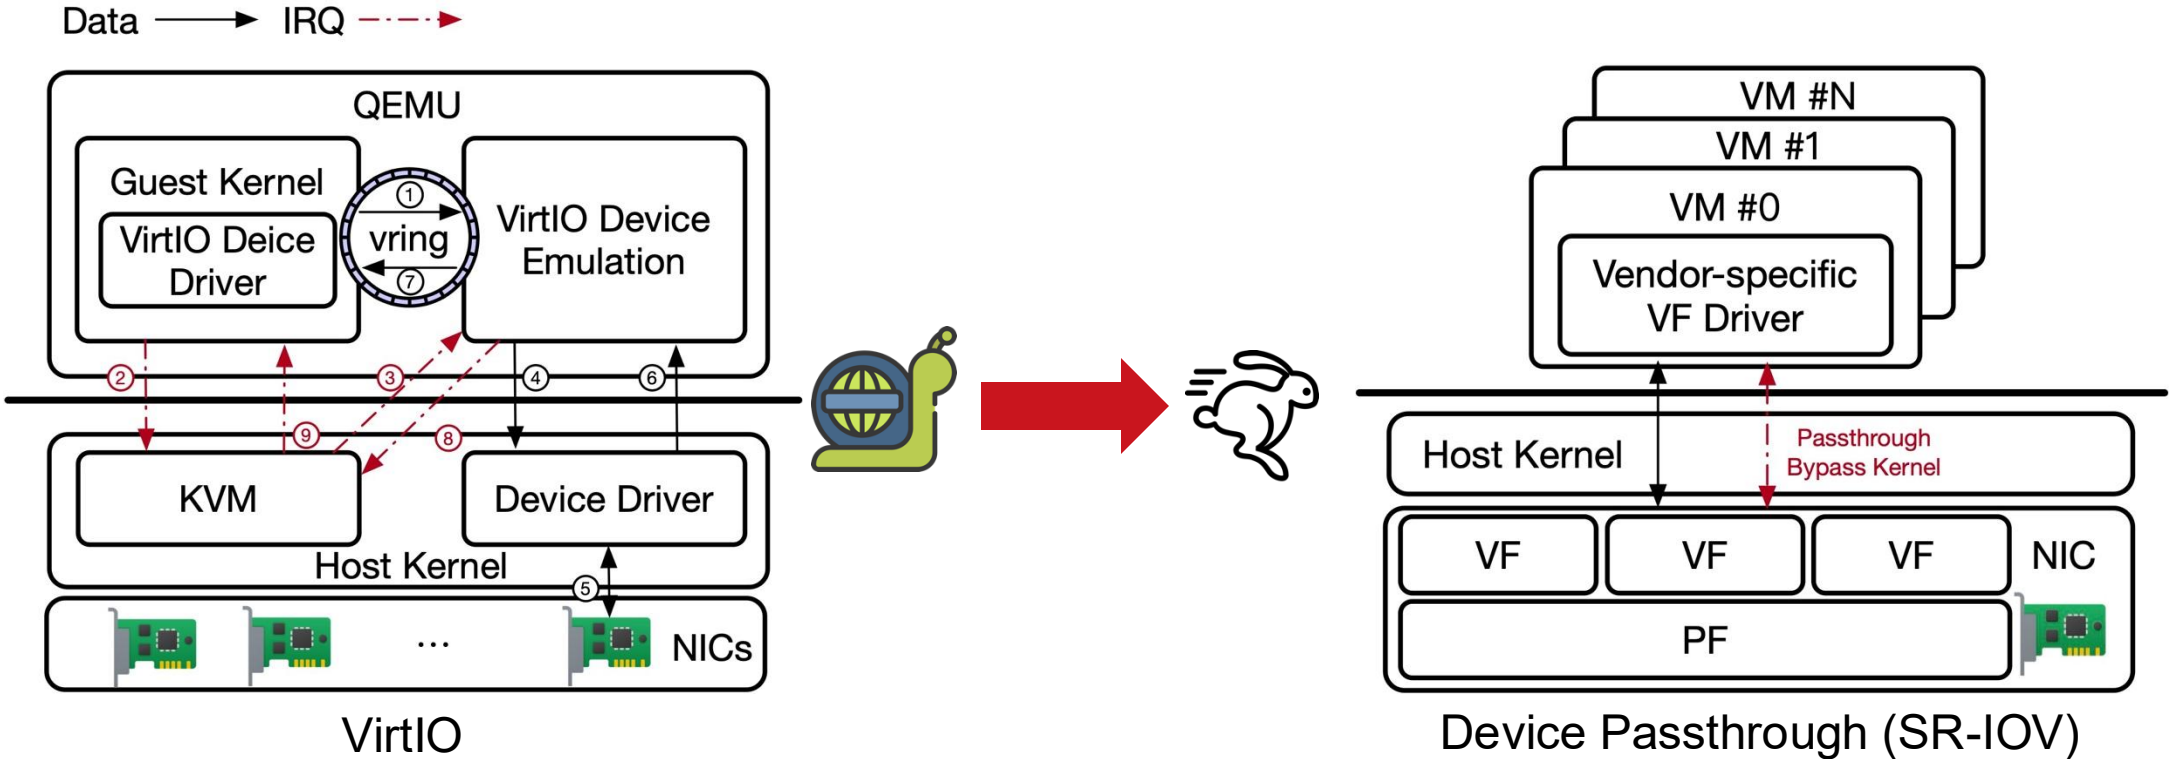 Data
IRQ
QEMU
Guest Kernel
VirtIO Deice
Driver
①
vring
⑦
VirtIO Device
Emulation
②
③
④
⑥
⑨
⑧
KVM
Device Driver
Host Kernel
⑤
...
NICs
VirtIO
VM #N
VM #1
VM #0
Vendor-specific
VF Driver
Host Kernel
Passthrough
Bypass Kernel
VF
VF
VF
NIC
PF
Device Passthrough (SR-IOV)